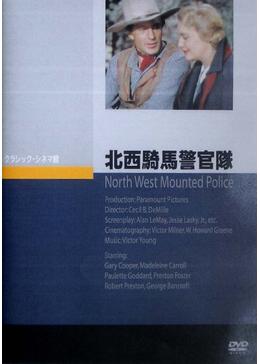 クラシック・シネマ館
北西騎馬警官隊
North West Mounted Police
Production: Paramount Pictures
Director: Cecil B. DeMille
Screenplay: Alan LeMay, Jesse Lasky, Jr., etc.
Cinematography: Victor Milner, W. Howard Greene
Music: Victor Young
Starring:
Gary Cooper, Madeleine Carroll
Paulette Goddard, Preston Foster
Robert Preston, George Bancroft
DVD